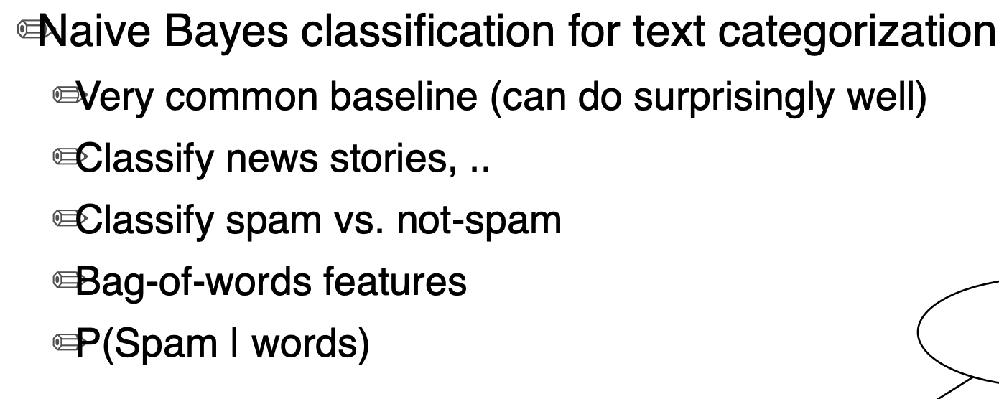 Naive Bayes classification for text categorization
Very common baseline (can do surprisingly well)
Classify news stories, ..
Classify spam vs. not-spam
Bag-of-words features
P(Spam | words)